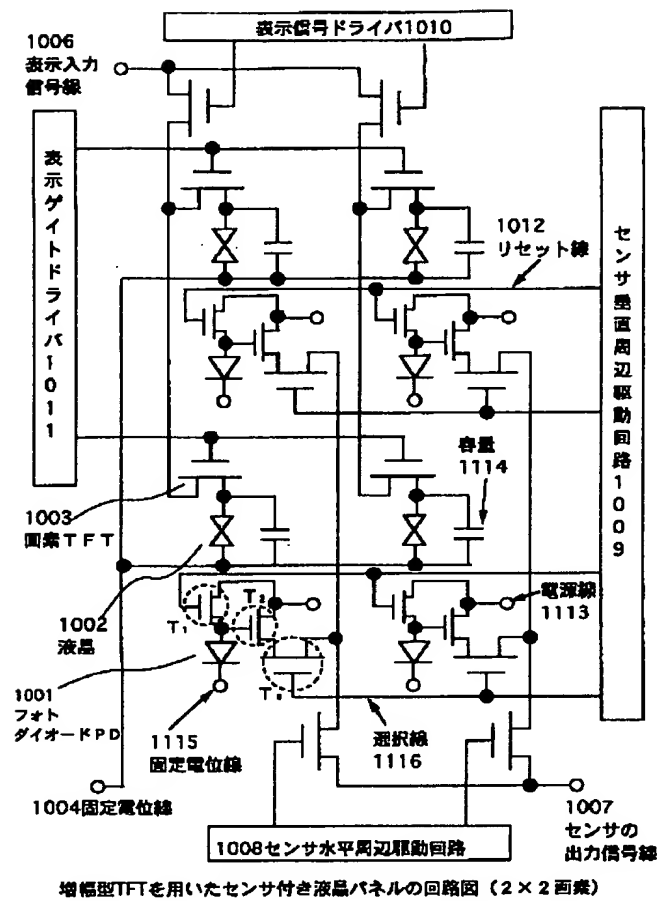 表示信号ドライバ1010
1006
表示入力
信号線
表示ゲイトドライバ1011
1012
リセット線
センサ垂直周辺駆動回路1009
容量
1114
1003
画素TFT
1002
液晶
T₁
T₂
電源線
1113
1001
フォト
ダイオードPD
1115
固定電位線
選択線
1116
1004固定電位線
1008センサ水平周辺駆動回路
1007
センサの
出力信号線
増幅型TFTを用いたセンサ付き液晶パネルの回路図(2×2画素)